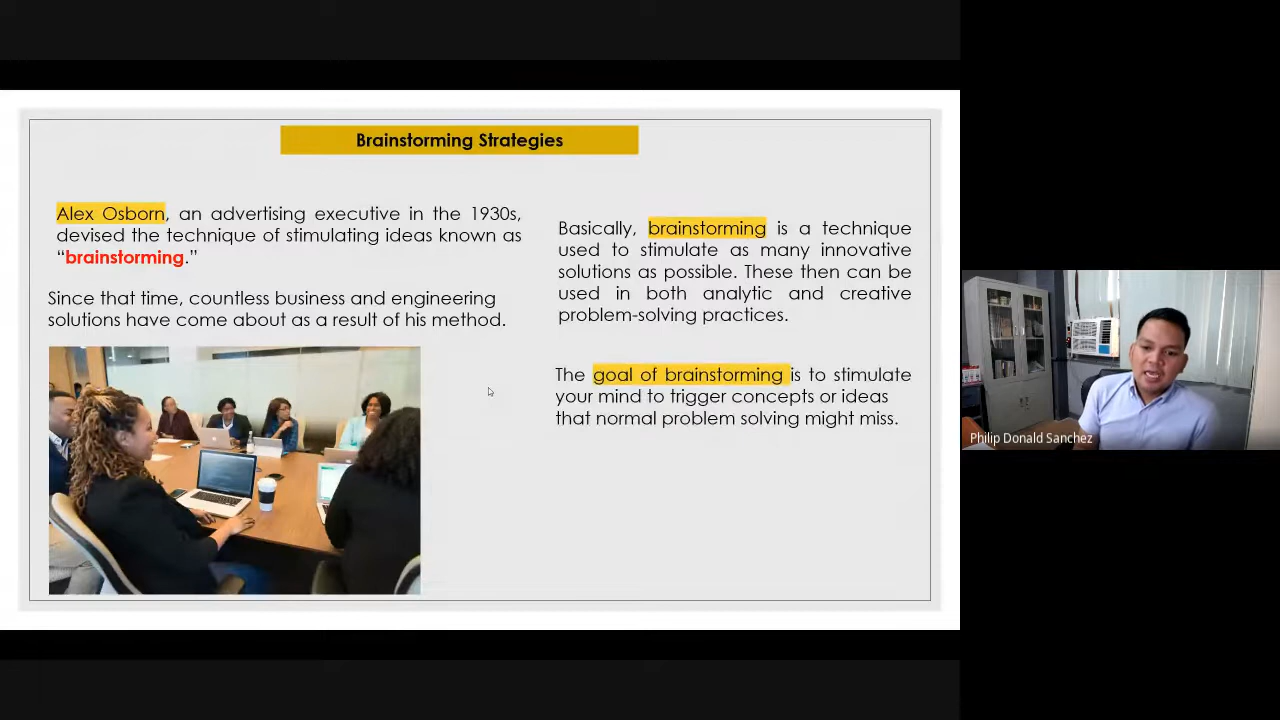 Brainstorming Strategies
Alex Osborn, an advertising executive in the 1930s,
devised the technique of stimulating ideas known as
“brainstorming.”
Since that time, countless business and engineering
solutions have come about as a result of his method.
Basically, brainstorming is a technique
used to stimulate as many innovative
solutions as possible. These then can be
used in both analytic and creative
problem-solving practices.
The goal of brainstorming is to stimulate
your mind to trigger concepts or ideas
that normal problem solving might miss.
Philip Donald Sanchez